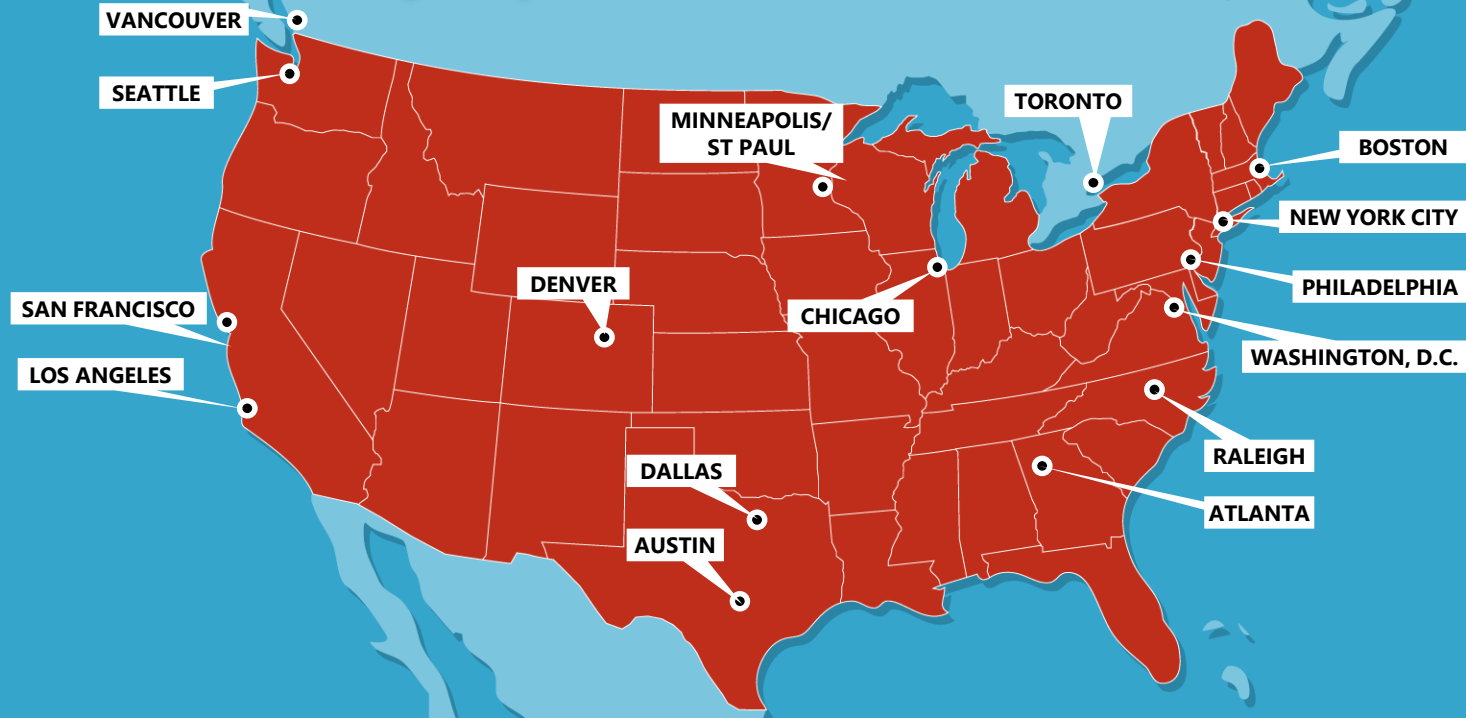 VANCOUVER
SEATTLE
MINNEAPOLIS/
ST PAUL
TORONTO
BOSTON
NEW YORK CITY
DENVER
PHILADELPHIA
SAN FRANCISCO
CHICAGO
WASHINGTON, D.C.
LOS ANGELES
RALEIGH
DALLAS
ATLANTA
AUSTIN